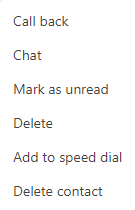 Call back
Chat
Mark as unread
Delete
Add to speed dial
Delete contact